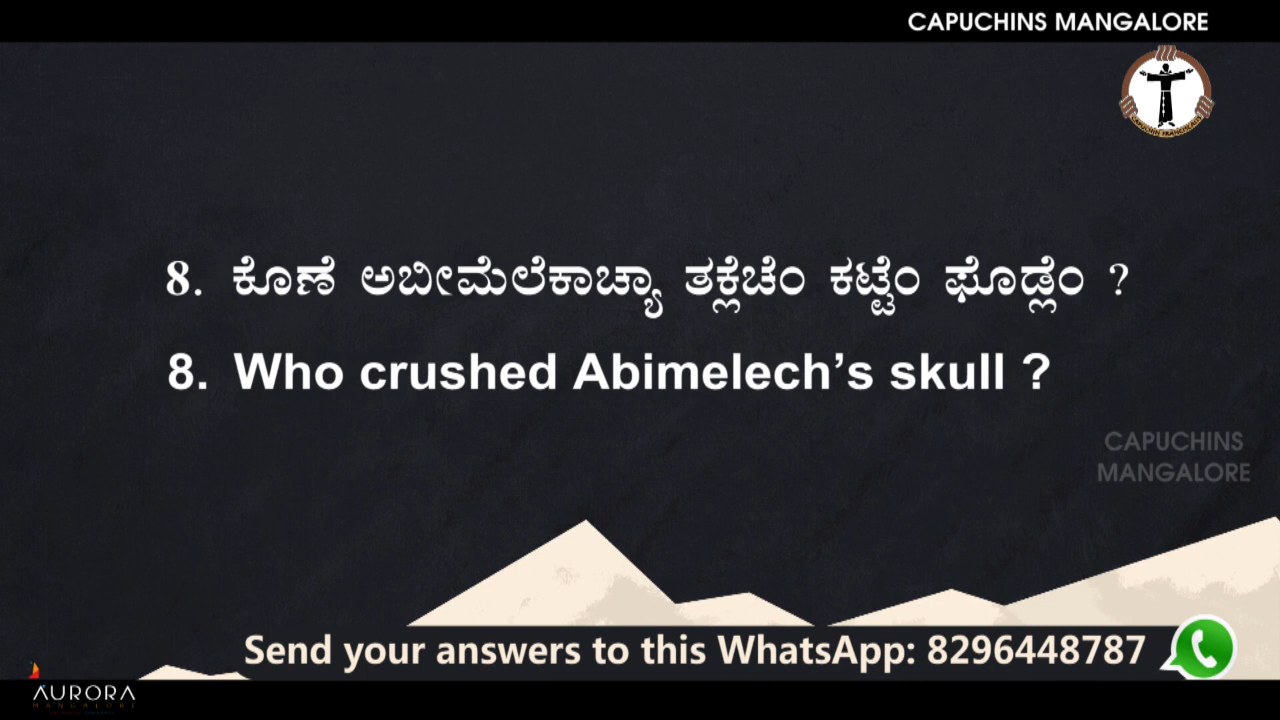 CAPUCHINS MANGALORE
8. ಕೊಣೆ ಅಬೀಮೆಲೆಕಾಚ್ಯಾ ತಕ್ಲೆಚೆಂ ಕಟ್ಟೆಂ ಫೊಡ್ಲೆಂ ?
8. Who crushed Abimelech’s skull ?
CAPUCHINS
MANGALORE
Send your answers to this WhatsApp: 8296448787
AURORA
MANGALORE